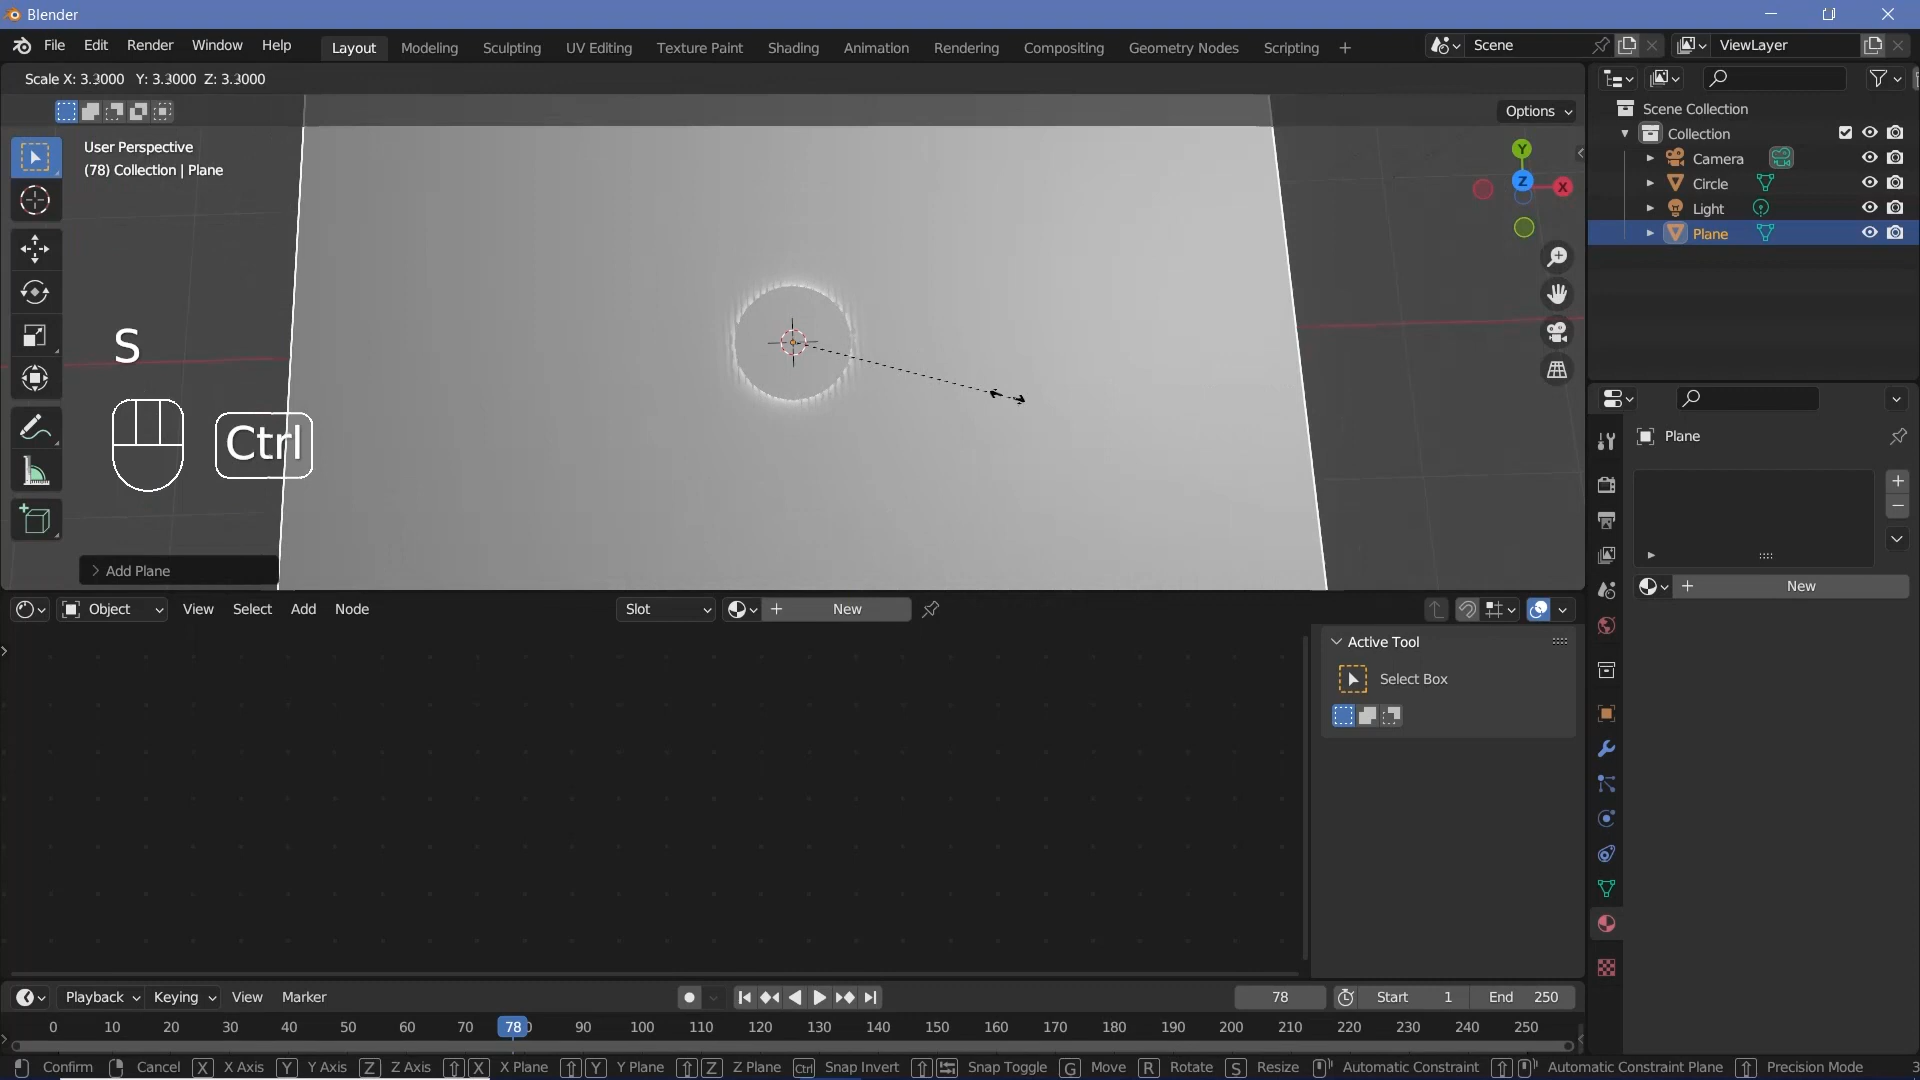 Blender
File Edit Render Window Help
Layout Modeling Sculpting UV Editing Texture Paint Shading Animation Rendering Compositing Geometry Nodes Scripting +
Scene
ViewLayer
Scale X: 3.3000 Y: 3.3000 Z: 3.3000
Options
User Perspective
(78) Collection | Plane
Y
Z
X
Scene Collection
Collection
Camera
Circle
Light
Plane
S
Ctrl
Add Plane
Plane
New
Object View Select Add Node
Slot
New
Active Tool
Select Box
Playback Keying View Marker
78
Start 1
End 250
0 10 20 30 40 50 60 70 78 90 100 110 120 130 140 150 160 170 180 190 200 210 220 230 240 250
Confirm Cancel X X Axis Y Y Axis Z Z Axis X X Plane Y Y Plane Z Z Plane Ctrl Snap Invert Snap Toggle G Move R Rotate S Resize Automatic Constraint Automatic Constraint Plane Precision Mode